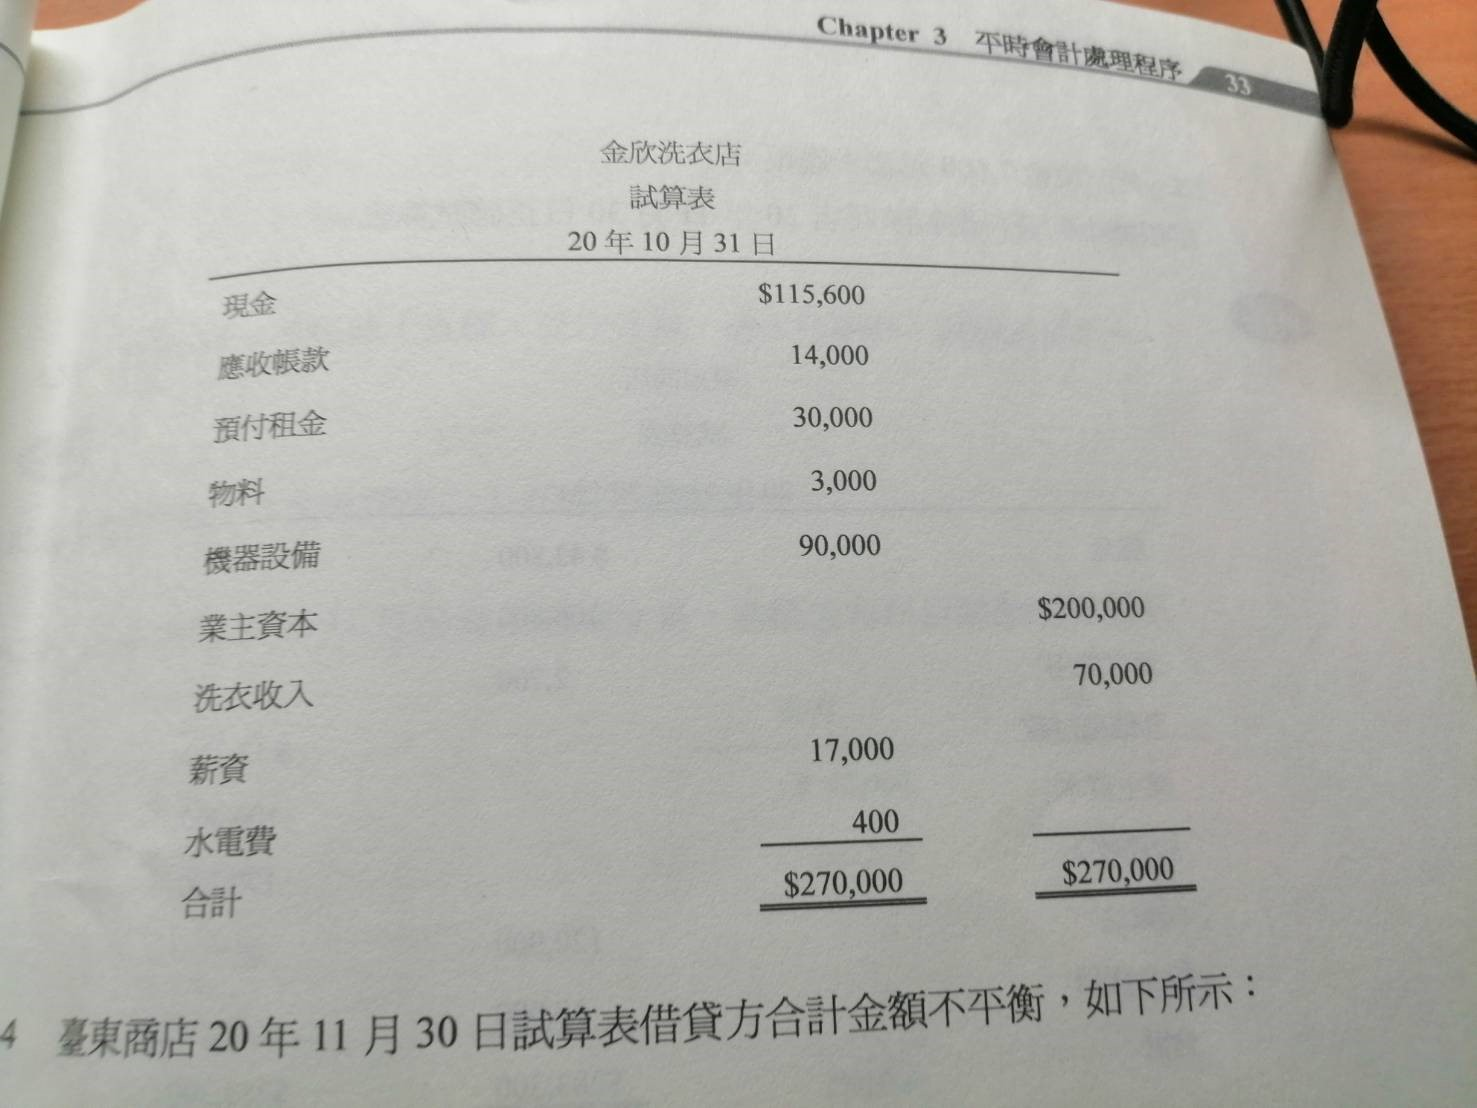 Chapter 3 平時會計處理程序 33
金欣洗衣店
試算表
20 年 10 月 31 日
現金 $115,600
應收帳款 14,000
預付租金 30,000
物料 3,000
機器設備 90,000
業主資本 $200,000
洗衣收入 70,000
薪資 17,000
水電費 400
合計 $270,000 $270,000
4 臺東商店 20 年 11 月 30 日試算表借貸方合計金額不平衡，如下所示：